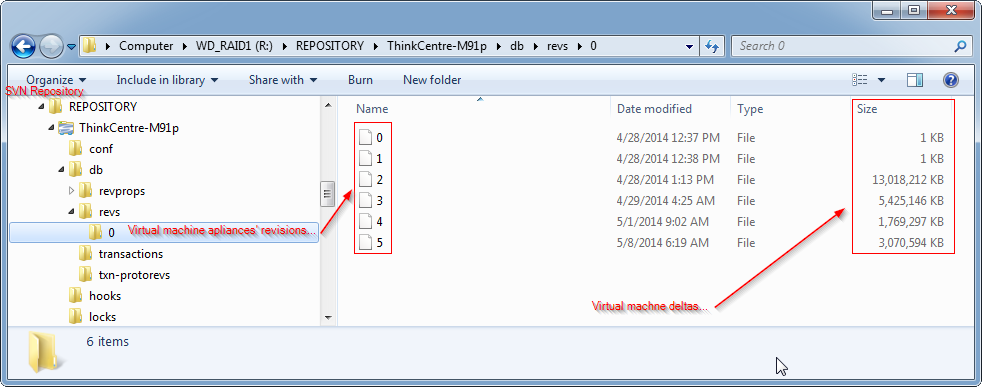 Computer ▸ WD_RAID1 (R:) ▸ REPOSITORY ▸ ThinkCentre-M91p ▸ db ▸ revs ▸ 0
Search 0
Organize Include in library Share with Burn New folder
SVN Repository
REPOSITORY
ThinkCentre-M91p
conf
db
revprops
revs
0
Virtual machine apliances' revisions...
transactions
txn-protorevs
hooks
locks
Name Date modified Type Size
0 4/28/2014 12:37 PM File 1 KB
1 4/28/2014 12:38 PM File 1 KB
2 4/28/2014 1:13 PM File 13,018,212 KB
3 4/29/2014 4:25 AM File 5,425,146 KB
4 5/1/2014 9:02 AM File 1,769,297 KB
5 5/8/2014 6:19 AM File 3,070,594 KB
Virtual machne deltas...
6 items